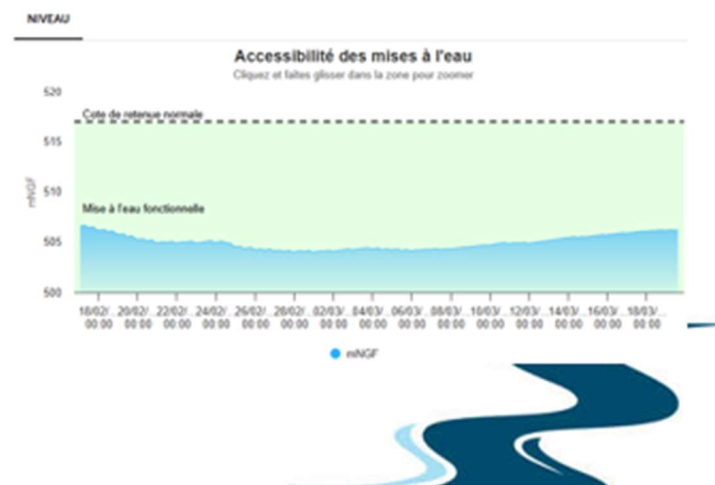 NIVEAU
Accessibilité des mises à l'eau
Cliquez et faites glisser dans la zone pour zoomer
520
Cote de retenue normale
515
mNGF
510
Mise à l'eau fonctionnelle
505
500
18/02/... 20/02/... 22/02/... 24/02/... 26/02/... 28/02/... 02/03/... 04/03/... 06/03/... 08/03/... 10/03/... 12/03/... 14/03/... 16/03/... 18/03/...
00:00 00:00 00:00 00:00 00:00 00:00 00:00 00:00 00:00 00:00 00:00 00:00 00:00 00:00 00:00
mNGF